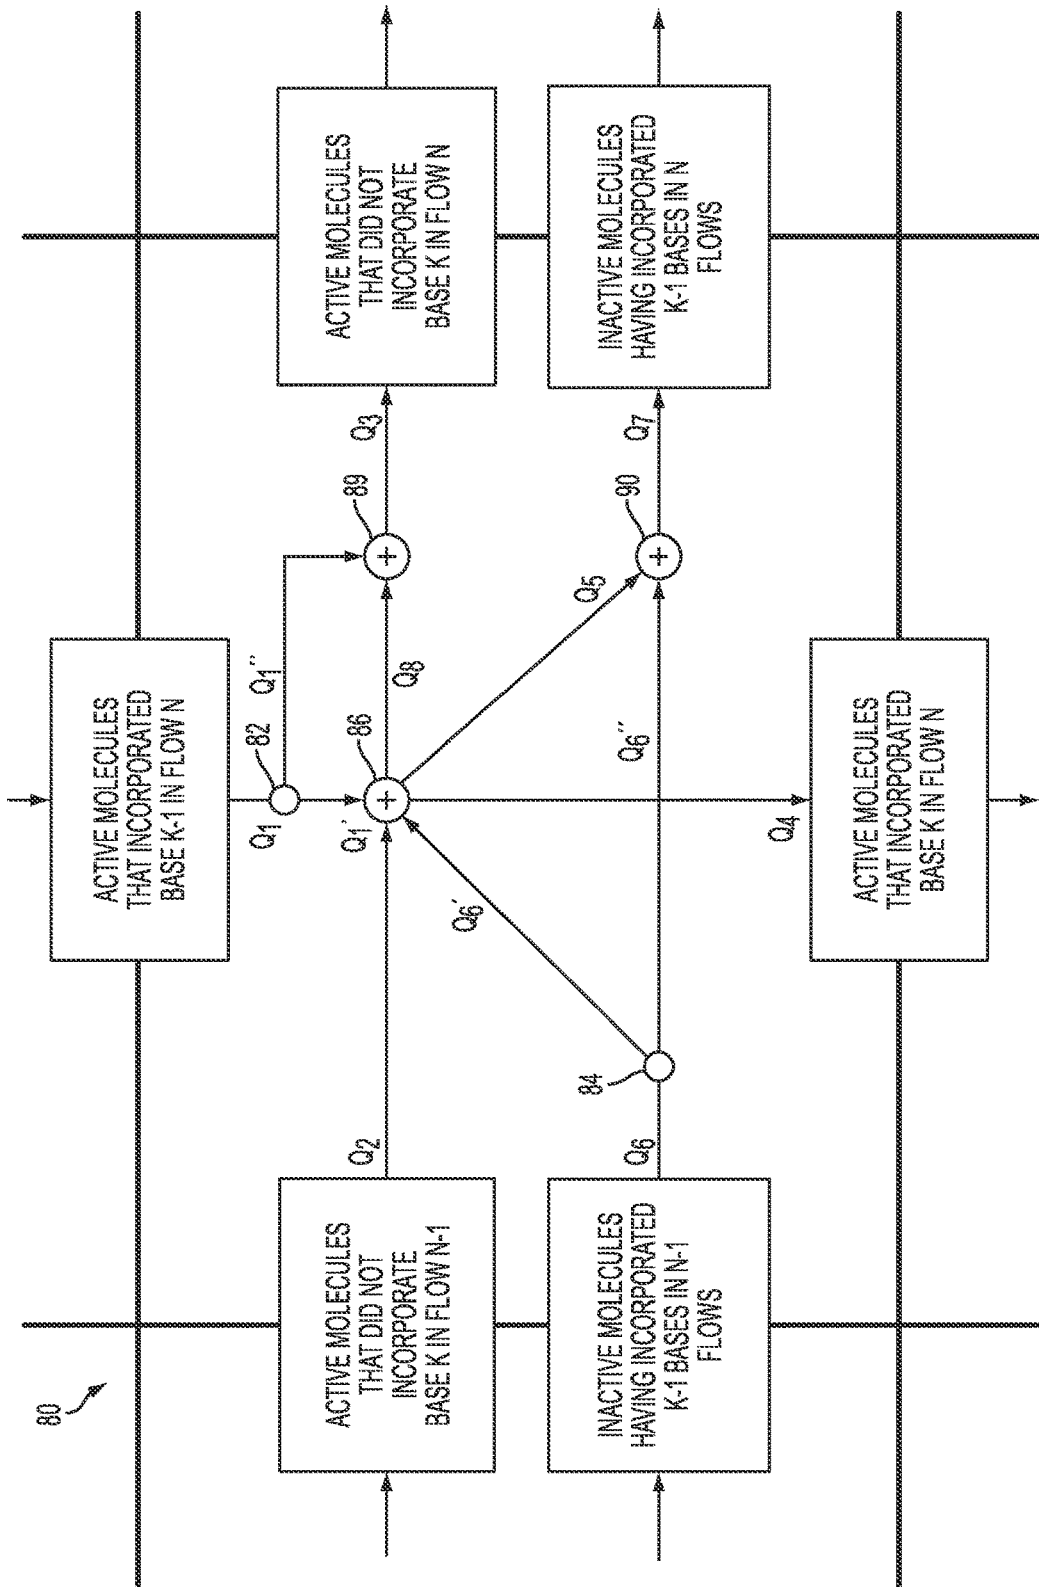 80
ACTIVE MOLECULES
THAT INCORPORATED
BASE K-1 IN FLOW N
Q1
82
Q1''
Q1'
86
ACTIVE MOLECULES
THAT DID NOT
INCORPORATE
BASE K IN FLOW N-1
Q2
Q8
89
Q3
ACTIVE MOLECULES
THAT DID NOT
INCORPORATE
BASE K IN FLOW N
Q6'
Q5
INACTIVE MOLECULES
HAVING INCORPORATED
K-1 BASES IN N-1
FLOWS
Q6
84
Q6''
90
Q7
INACTIVE MOLECULES
HAVING INCORPORATED
K-1 BASES IN N
FLOWS
Q4
ACTIVE MOLECULES
THAT INCORPORATED
BASE K IN FLOW N